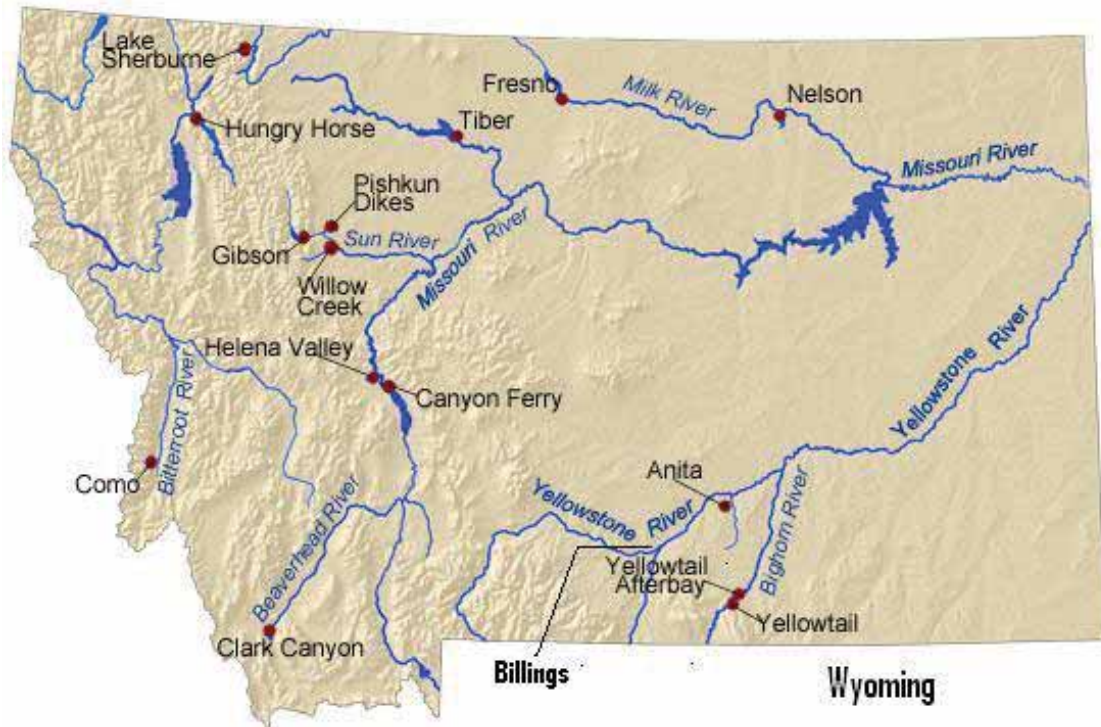 Lake
Sherburne
Fresno
Milk River
Nelson
Hungry Horse
Tiber
Missouri River
Pishkun
Dikes
Gibson
Sun River
Willow
Creek
Missouri River
Helena Valley
Canyon Ferry
Yellowstone River
Bitterroot River
Como
Anita
Yellowstone River
Beaverhead River
Bighorn River
Yellowtail
Afterbay
Yellowtail
Clark Canyon
Billings
Wyoming